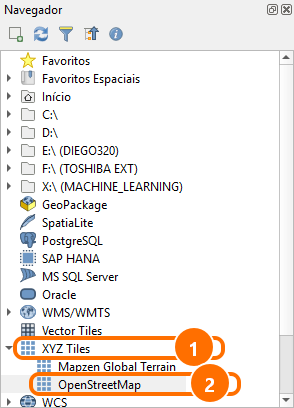 Navegador
Favoritos
Favoritos Espaciais
Início
C:\
D:\
E:\ (DIEGO320)
F:\ (TOSHIBA EXT)
X:\ (MACHINE_LEARNING)
GeoPackage
SpatiaLite
PostgreSQL
SAP HANA
MS SQL Server
Oracle
WMS/WMTS
Vector Tiles
XYZ Tiles 1
Mapzen Global Terrain
OpenStreetMap 2
WCS